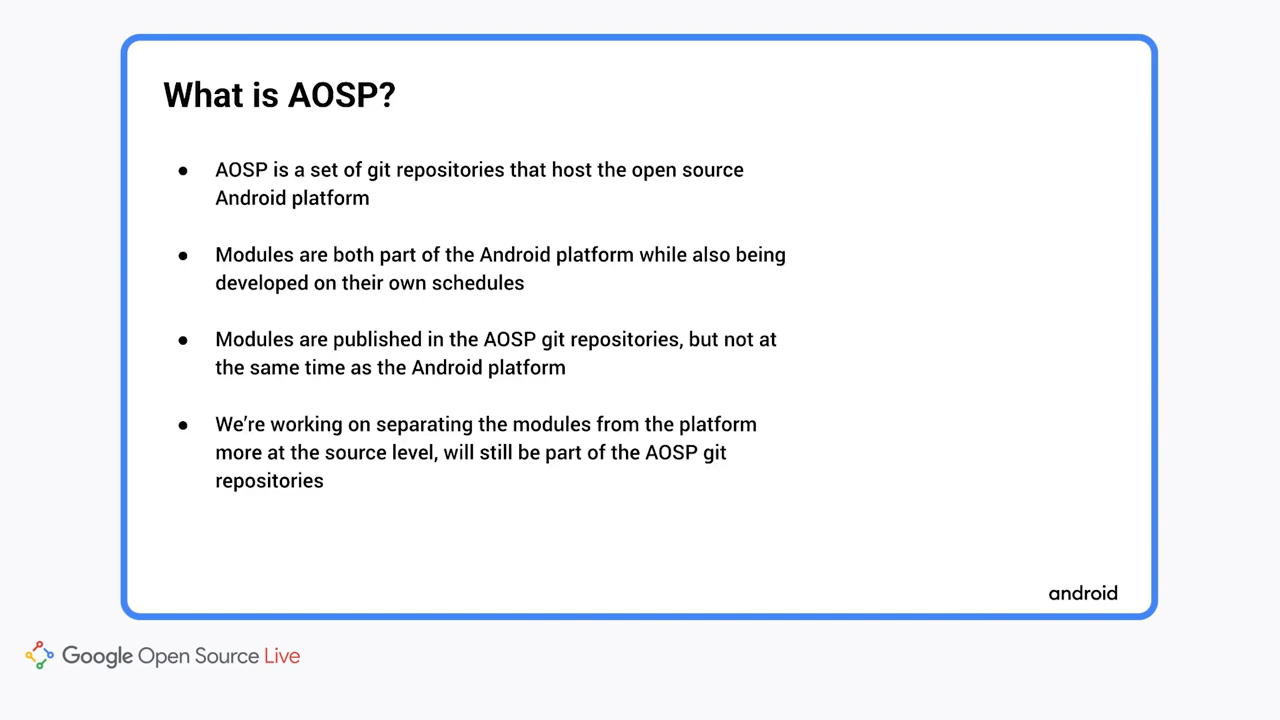 What is AOSP?
● AOSP is a set of git repositories that host the open source
Android platform
● Modules are both part of the Android platform while also being
developed on their own schedules
● Modules are published in the AOSP git repositories, but not at
the same time as the Android platform
● We’re working on separating the modules from the platform
more at the source level, will still be part of the AOSP git
repositories
android
Google Open Source Live